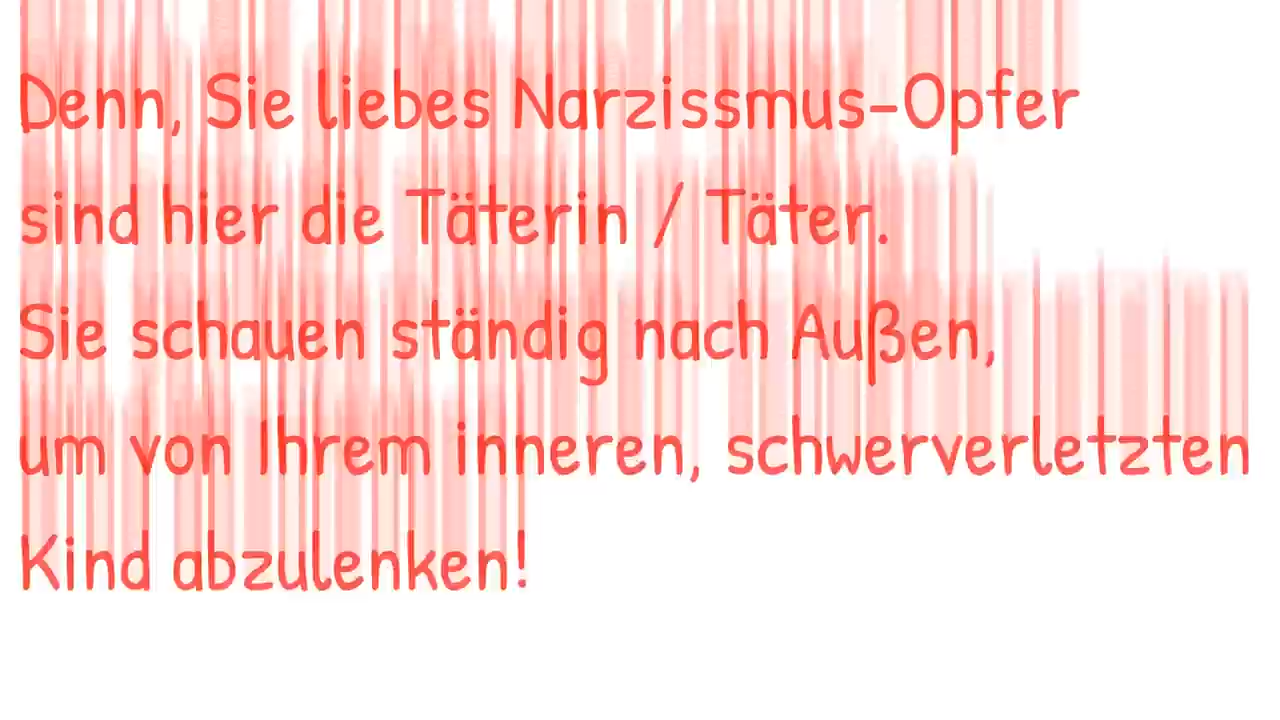 Denn, Sie liebes Narzissmus-Opfer
sind hier die Täterin / Täter.
Sie schauen ständig nach Außen,
um von Ihrem inneren, schwerverletzten
Kind abzulenken!